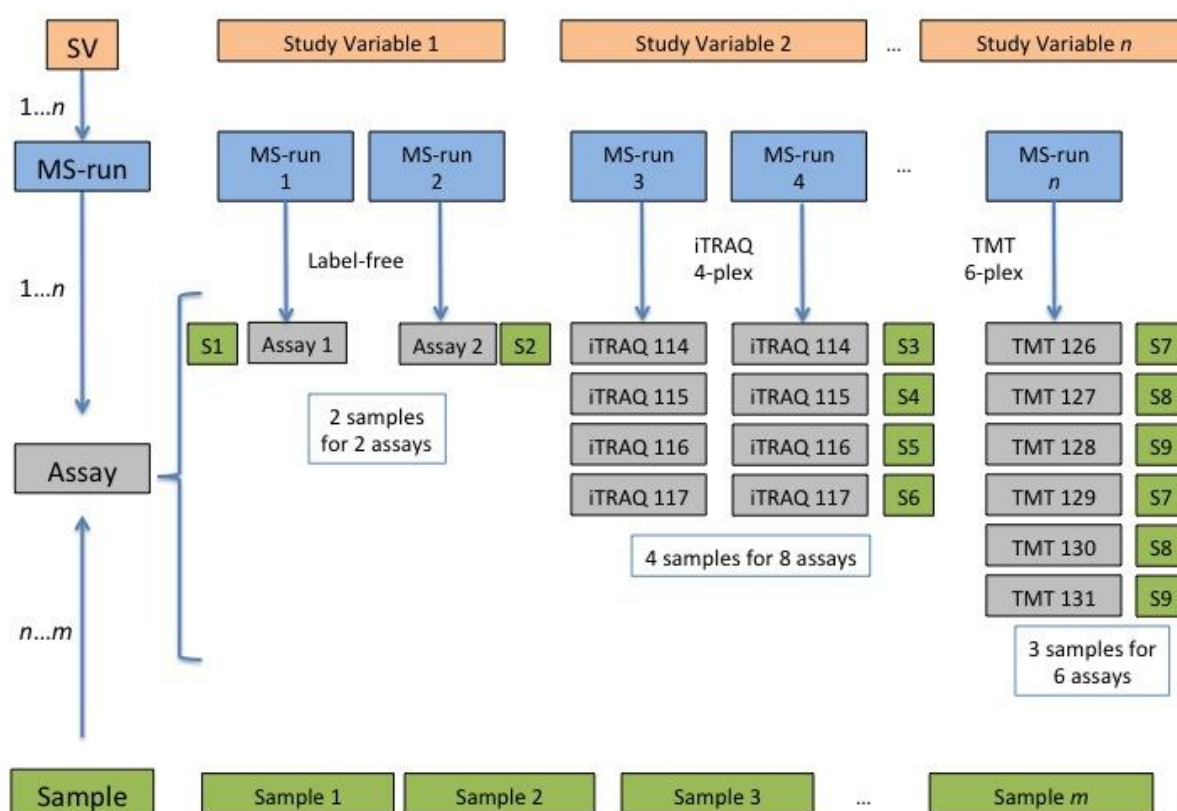 SV
Study Variable 1
Study Variable 2
...
Study Variable n
1...n
MS-run
MS-run
1
MS-run
2
MS-run
3
MS-run
4
...
MS-run
n
1...n
Label-free
iTRAQ
4-plex
TMT
6-plex
S1
Assay 1
Assay 2
S2
iTRAQ 114
iTRAQ 114
S3
TMT 126
S7
iTRAQ 115
iTRAQ 115
S4
TMT 127
S8
2 samples
for 2 assays
iTRAQ 116
iTRAQ 116
S5
TMT 128
S9
Assay
iTRAQ 117
iTRAQ 117
S6
TMT 129
S7
4 samples for 8 assays
TMT 130
S8
TMT 131
S9
n...m
3 samples for
6 assays
Sample
Sample 1
Sample 2
Sample 3
...
Sample m